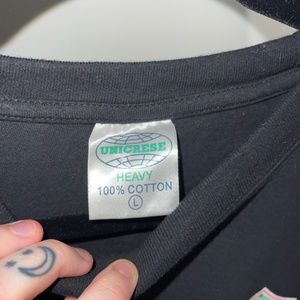 UNICRESE
HEAVY
100% COTTON
L